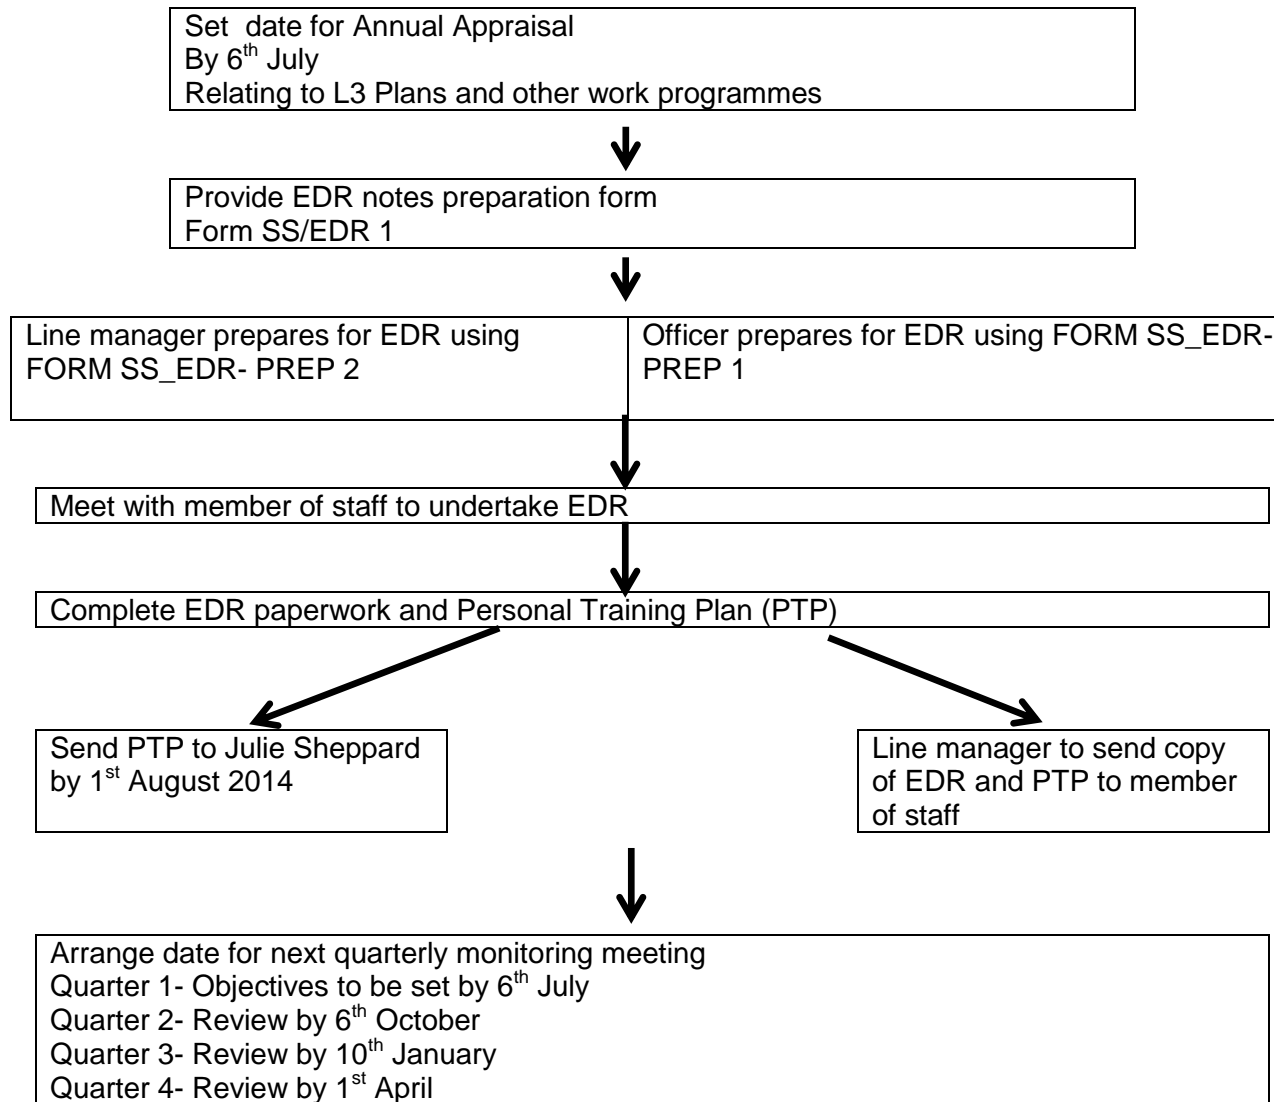 Set  date for Annual Appraisal
By 6th July
Relating to L3 Plans and other work programmes
Provide EDR notes preparation form
Form SS/EDR 1
Line manager prepares for EDR using
FORM SS_EDR- PREP 2
Officer prepares for EDR using FORM SS_EDR-
PREP 1
Meet with member of staff to undertake EDR
Complete EDR paperwork and Personal Training Plan (PTP)
Send PTP to Julie Sheppard
by 1st August 2014
Line manager to send copy
of EDR and PTP to member
of staff
Arrange date for next quarterly monitoring meeting
Quarter 1- Objectives to be set by 6th July
Quarter 2- Review by 6th October
Quarter 3- Review by 10th January
Quarter 4- Review by 1st April